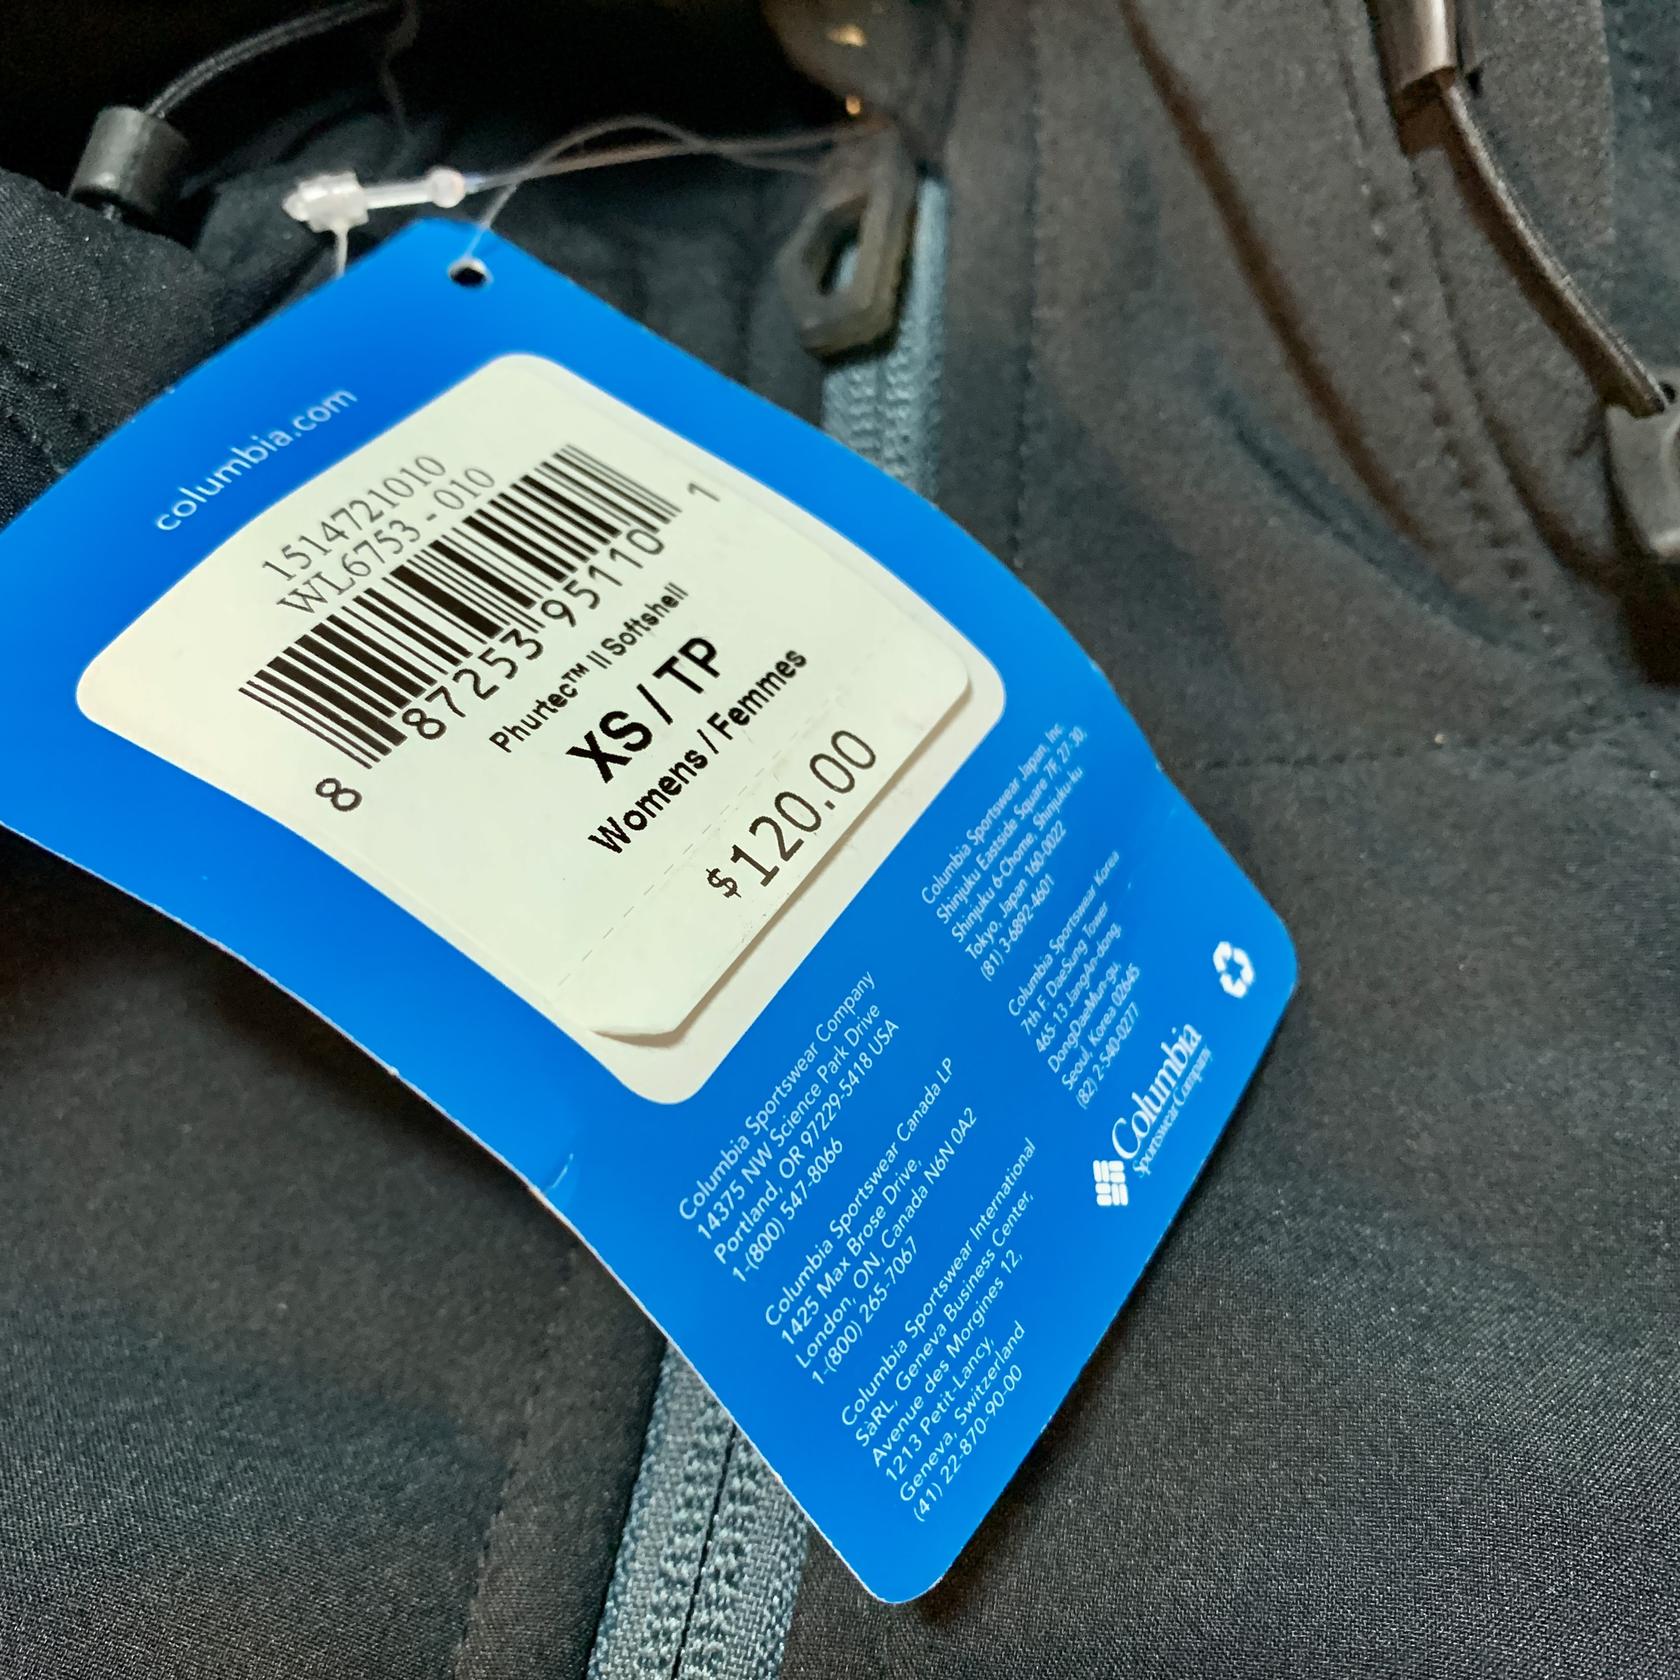 columbia.com
1514721010
WL6753 - 010
8 87253 95110 1
Phurtec™ II Softshell
XS / TP
Womens / Femmes
$120.00
Columbia Sportswear Company
14375 NW Science Park Drive
Portland, OR 97229-5418 USA
1-(800) 547-8066
Columbia Sportswear Canada LP
1425 Max Brose Drive,
London, ON, Canada N6N 0A2
1-(800) 265-7067
Columbia Sportswear International
SàRL, Geneva Business Center,
Avenue des Morgines 12,
1213 Petit-Lancy,
Geneva, Switzerland
(41) 22-870-90-00
Columbia Sportswear Japan, Inc
Shinjuku Eastside Square 7F, 27-30,
Shinjuku 6-Chome, Shinjuku ku
Tokyo, Japan 160-0022
(81) 3-6892-4601
Columbia Sportswear Korea
7th F. DaeSung Tower
465-13 JangAn-dong,
DongDaeMun-gu,
Seoul, Korea 02645
(82) 2-540-0277
Columbia
Sportswear Company